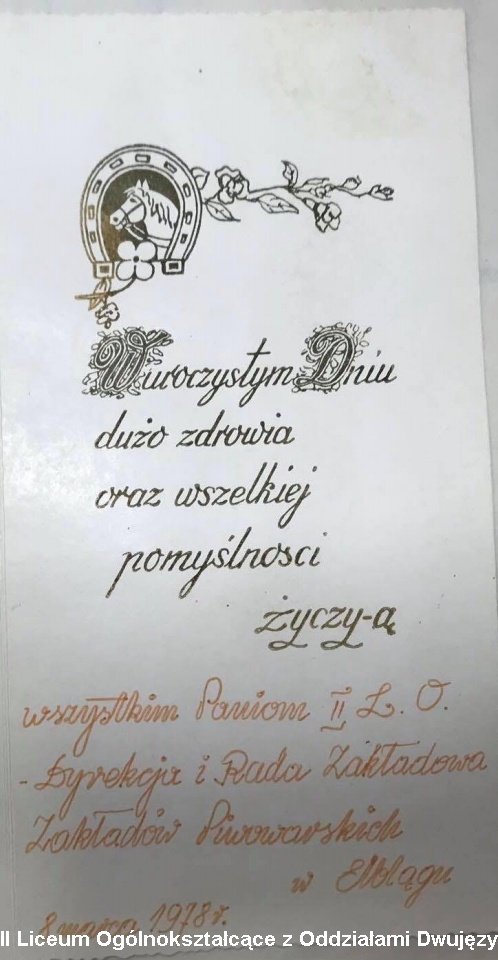 W uroczystym Dniu
dużo zdrowia
oraz wszelkiej
pomyślnosci
życzy-ą
wszystkim Paniom II L. O.
- Dyrekcja i Rada Zakładowa
Zakładów Piwowarskich
w Elblągu
8 marca 1978 r.
II Liceum Ogólnokształcące z Oddziałami Dwujęzy